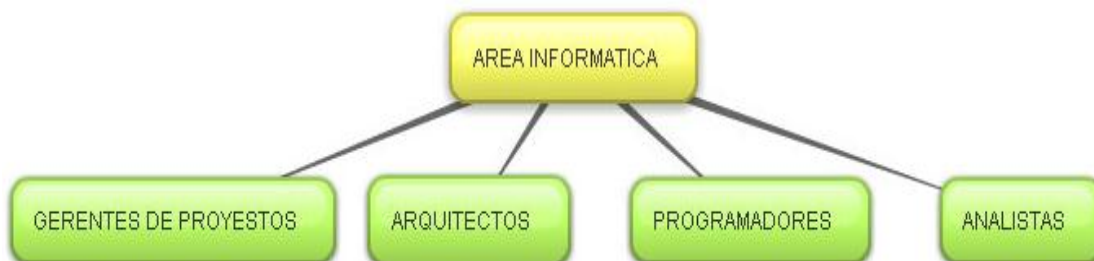 AREA INFORMATICA
GERENTES DE PROYESTOS
ARQUITECTOS
PROGRAMADORES
ANALISTAS